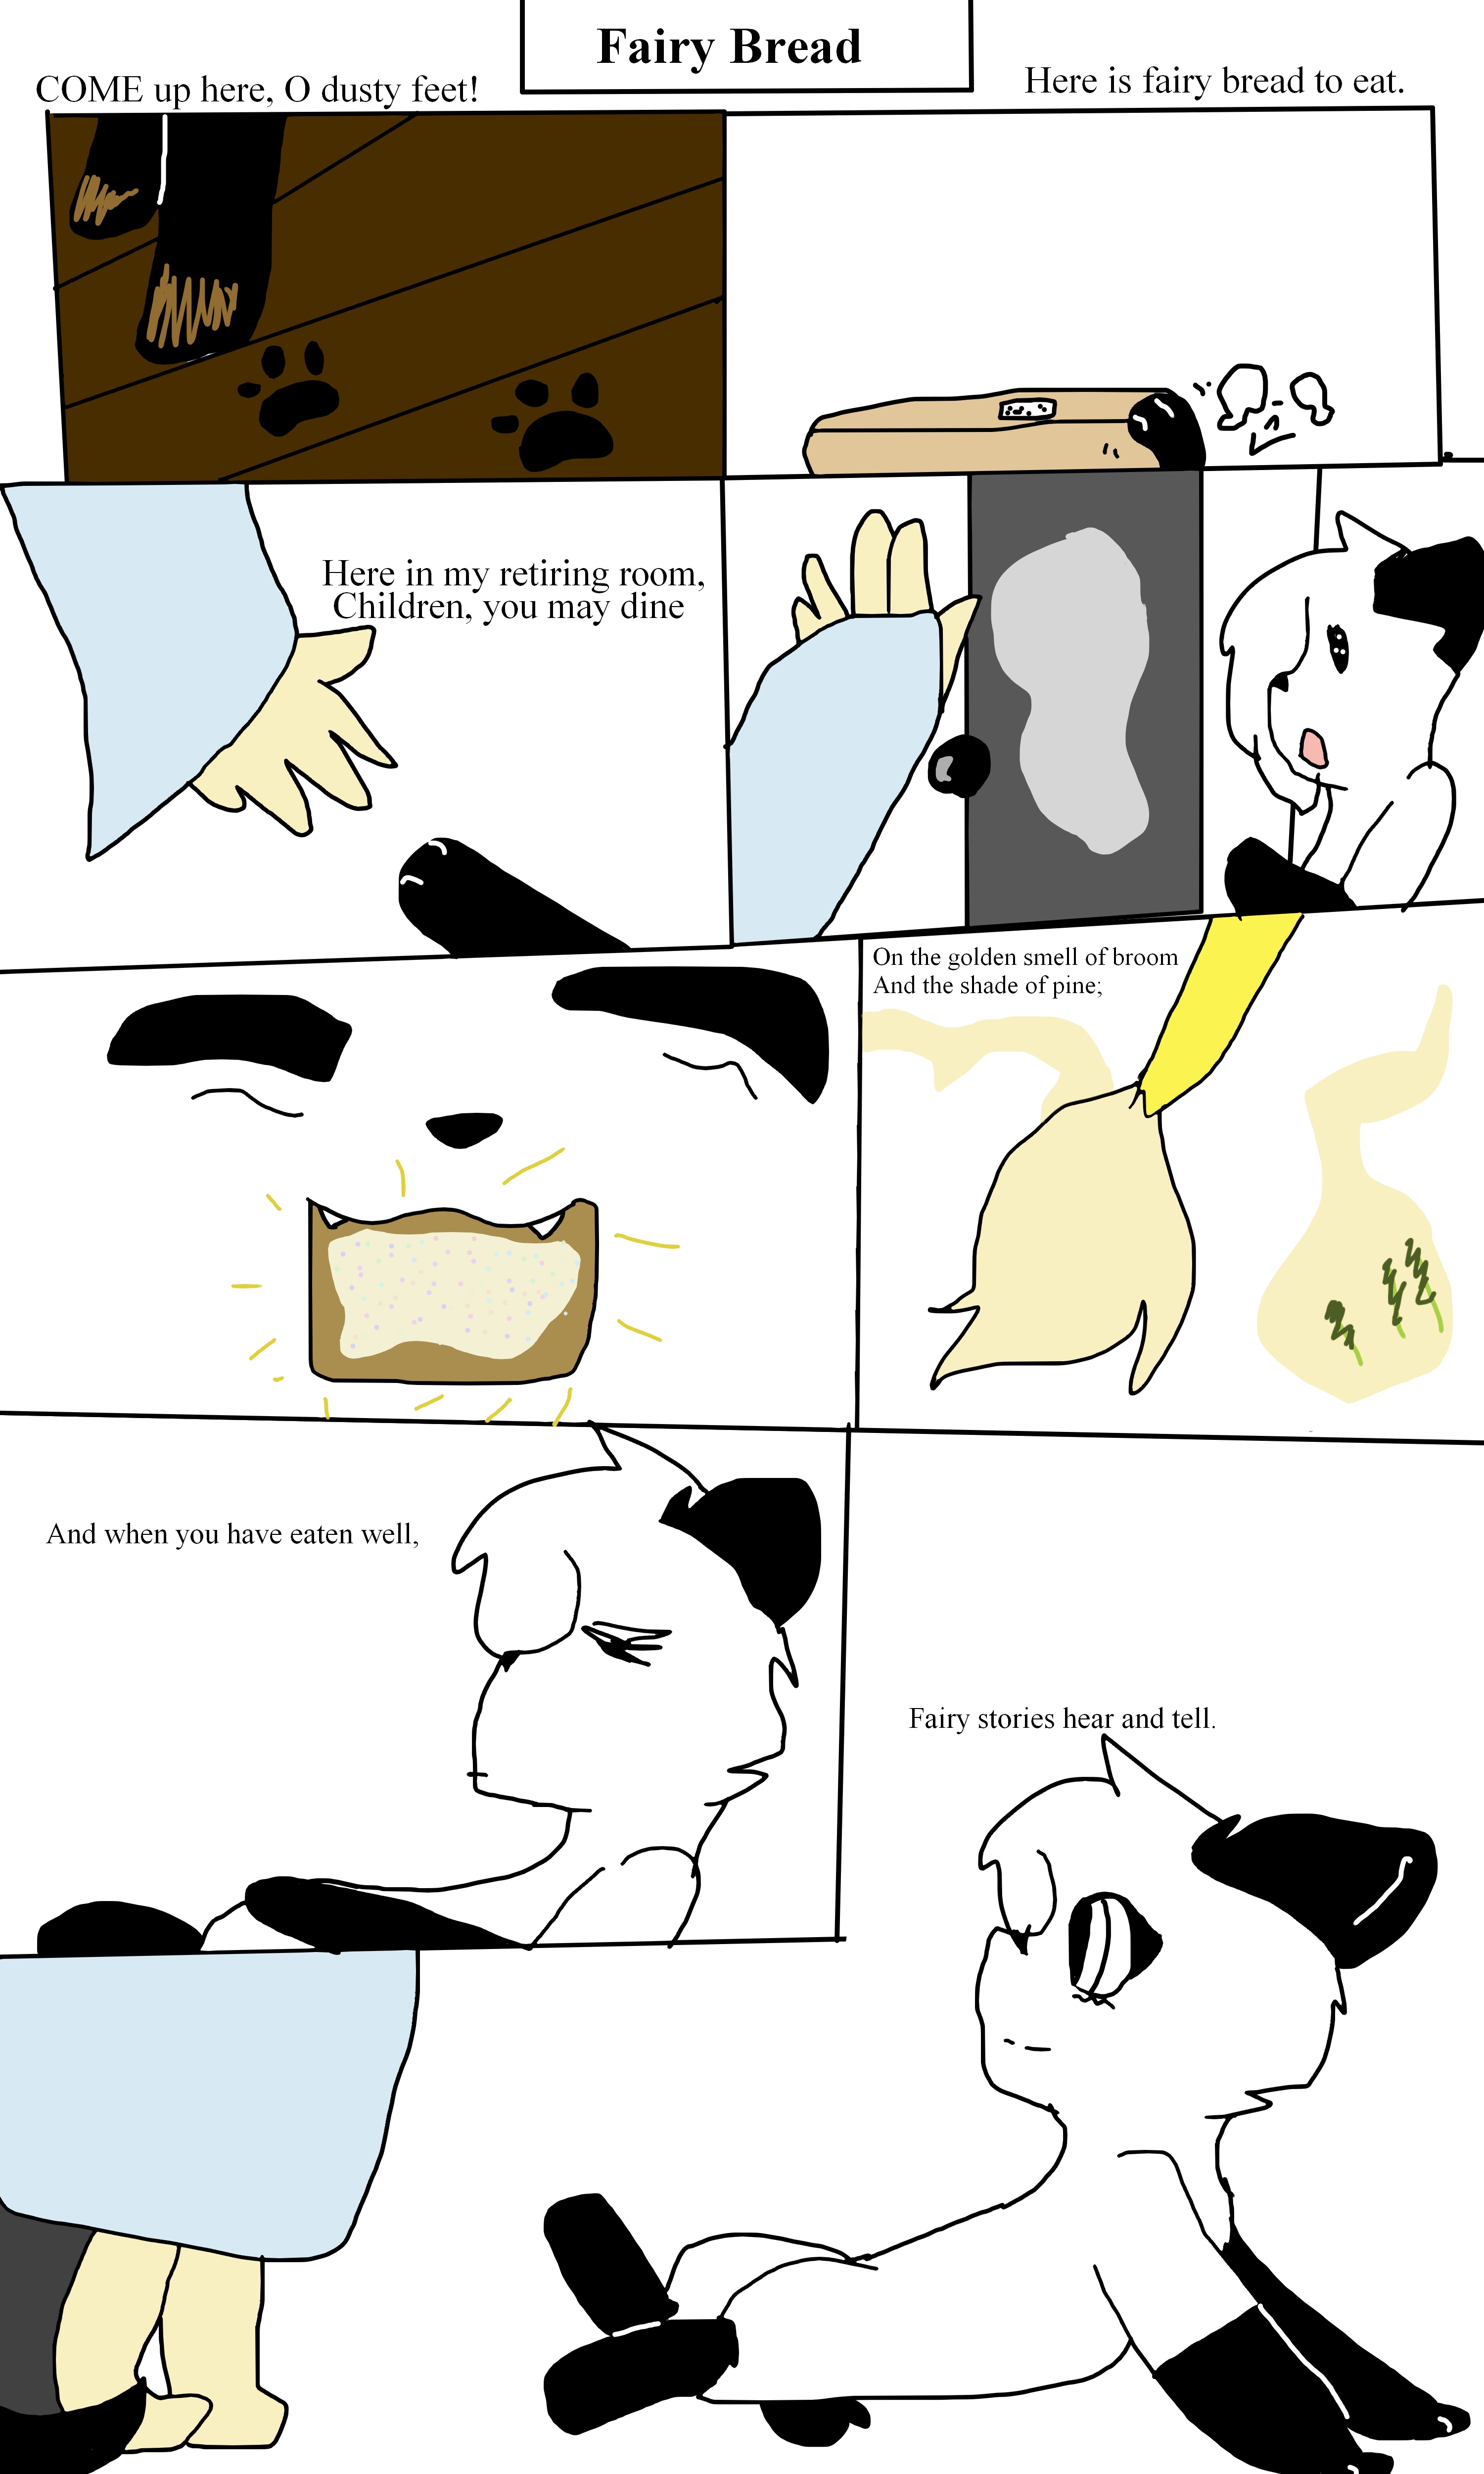 Fairy Bread
COME up here, O dusty feet!
Here is fairy bread to eat.
Here in my retiring room,
Children, you may dine
On the golden smell of broom
And the shade of pine;
And when you have eaten well,
Fairy stories hear and tell.